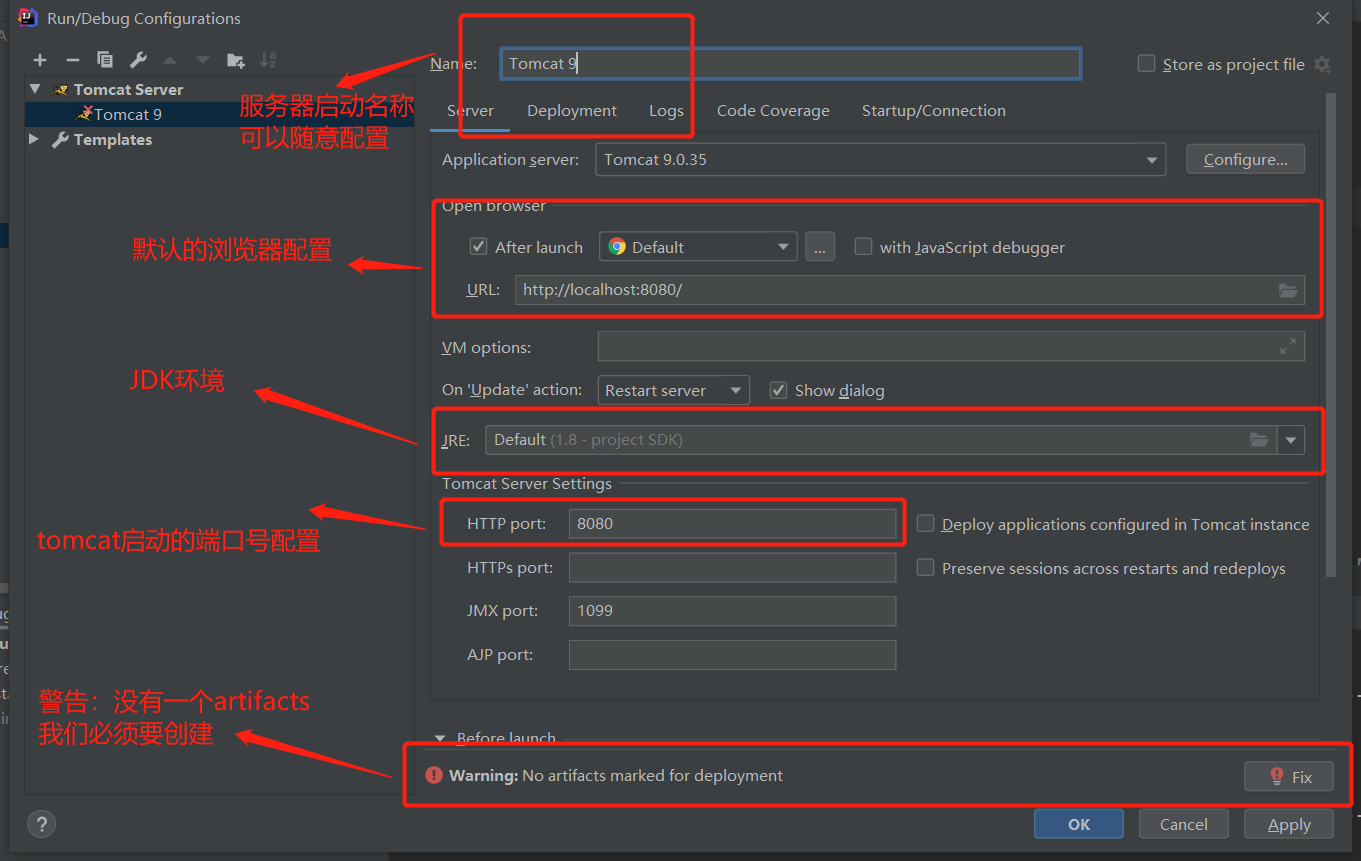 Run/Debug Configurations
Name: Tomcat 9
Store as project file
Tomcat Server
Tomcat 9
Templates
服务器启动名称
可以随意配置
Server Deployment Logs Code Coverage Startup/Connection
Application server: Tomcat 9.0.35 Configure...
Open browser
默认的浏览器配置
After launch Default ... with JavaScript debugger
URL: http://localhost:8080/
VM options:
JDK环境
On 'Update' action: Restart server Show dialog
JRE: Default (1.8 - project SDK)
Tomcat Server Settings
tomcat启动的端口号配置
HTTP port: 8080 Deploy applications configured in Tomcat instance
HTTPs port: Preserve sessions across restarts and redeploys
JMX port: 1099
AJP port:
警告：没有一个artifacts
我们必须要创建
Before launch
Warning: No artifacts marked for deployment Fix
? OK Cancel Apply